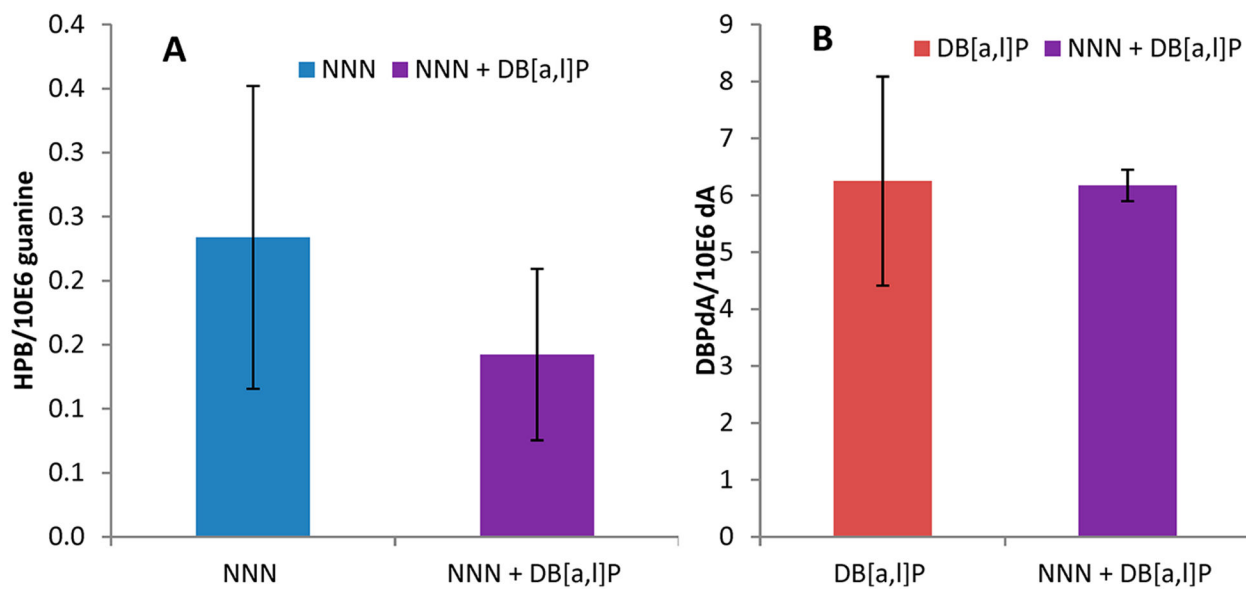 A
NNN NNN + DB[a,l]P
HPB/10E6 guanine
0.4
0.4
0.3
0.3
0.2
0.2
0.1
0.1
0.0
NNN NNN + DB[a,l]P
B
DB[a,l]P NNN + DB[a,l]P
DBPdA/10E6 dA
9
8
7
6
5
4
3
2
1
0
DB[a,l]P NNN + DB[a,l]P